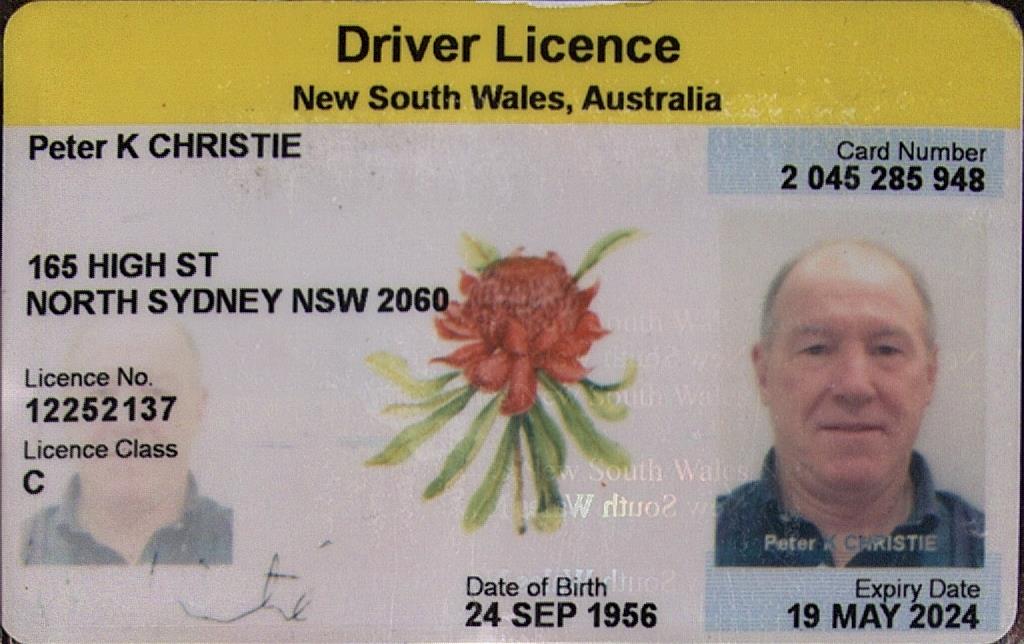 Driver Licence
New South Wales, Australia
Peter K CHRISTIE
Card Number
2 045 285 948
165 HIGH ST
NORTH SYDNEY NSW 2060
Licence No.
12252137
Licence Class
C
New South Wales
Peter K CHRISTIE
Date of Birth
24 SEP 1956
Expiry Date
19 MAY 2024